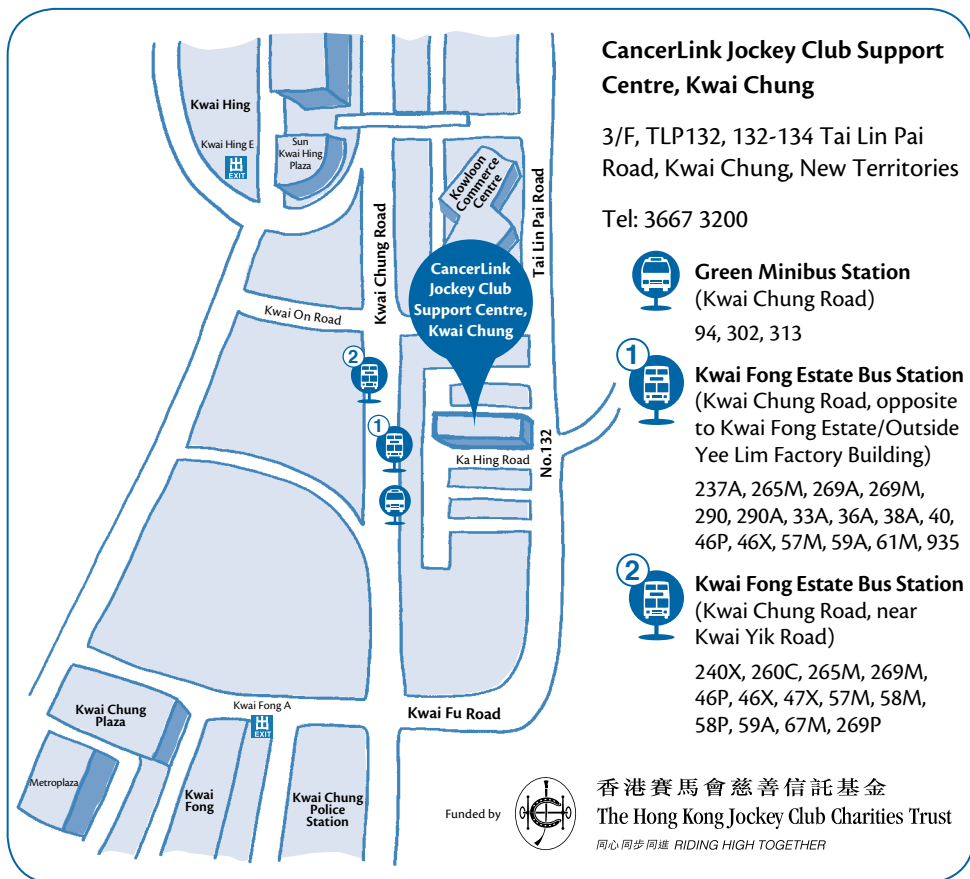 Kwai Hing
Kwai Hing E
出
EXIT
Sun
Kwai Hing
Plaza
Kowloon
Commerce
Centre
Tai Lin Pai Road
Kwai Chung Road
CancerLink
Jockey Club
Support Centre,
Kwai Chung
Kwai On Road
2
1
No.132
Ka Hing Road
Kwai Fong A
出
EXIT
Kwai Fu Road
Kwai Chung
Plaza
Metroplaza
Kwai
Fong
Kwai Chung
Police
Station
CancerLink Jockey Club Support
Centre, Kwai Chung
3/F, TLP132, 132-134 Tai Lin Pai
Road, Kwai Chung, New Territories
Tel: 3667 3200
Green Minibus Station
(Kwai Chung Road)
94, 302, 313
1
Kwai Fong Estate Bus Station
(Kwai Chung Road, opposite
to Kwai Fong Estate/Outside
Yee Lim Factory Building)
237A, 265M, 269A, 269M,
290, 290A, 33A, 36A, 38A, 40,
46P, 46X, 57M, 59A, 61M, 935
2
Kwai Fong Estate Bus Station
(Kwai Chung Road, near
Kwai Yik Road)
240X, 260C, 265M, 269M,
46P, 46X, 47X, 57M, 58M,
58P, 59A, 67M, 269P
Funded by
香港賽馬會慈善信託基金
The Hong Kong Jockey Club Charities Trust
同心同步同進 RIDING HIGH TOGETHER